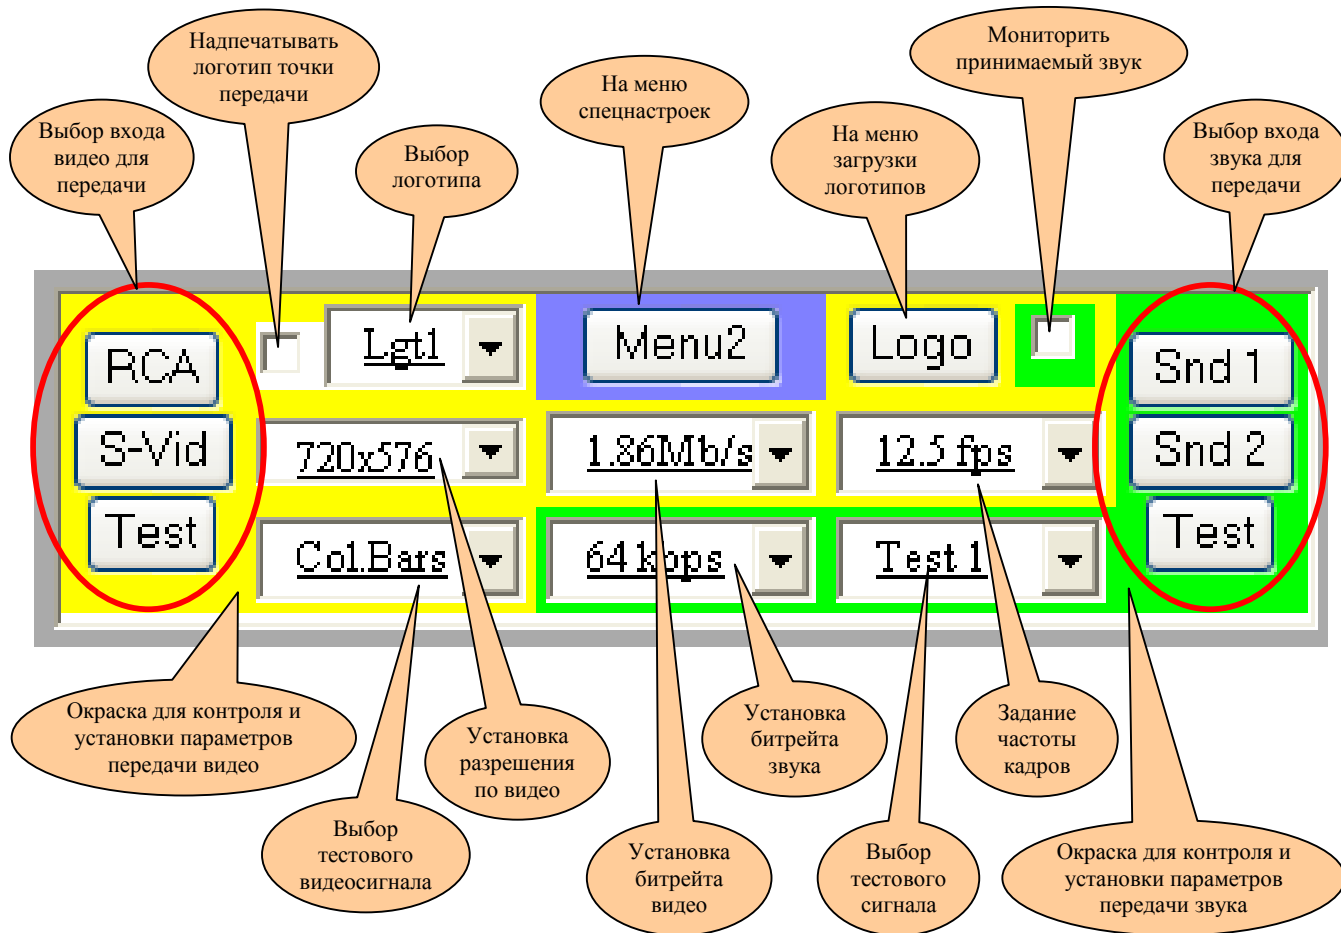 Надпечатывать
логотип точки
передачи
Мониторить
принимаемый звук
На меню
спецнастроек
Выбор входа
видео для
передачи
Выбор
логотипа
На меню
загрузки
логотипов
Выбор входа
звука для
передачи
RCA
Lgt1
Menu2
Logo
Snd 1
S-Vid
720x576
1.86Mb/s
12.5 fps
Snd 2
Test
Col.Bars
64 kbps
Test 1
Test
Окраска для контроля и
установки параметров
передачи видео
Установка
разрешения
по видео
Установка
битрейта
звука
Задание
частоты
кадров
Выбор
тестового
видеосигнала
Установка
битрейта
видео
Выбор
тестового
сигнала
Окраска для контроля и
установки параметров
передачи звука